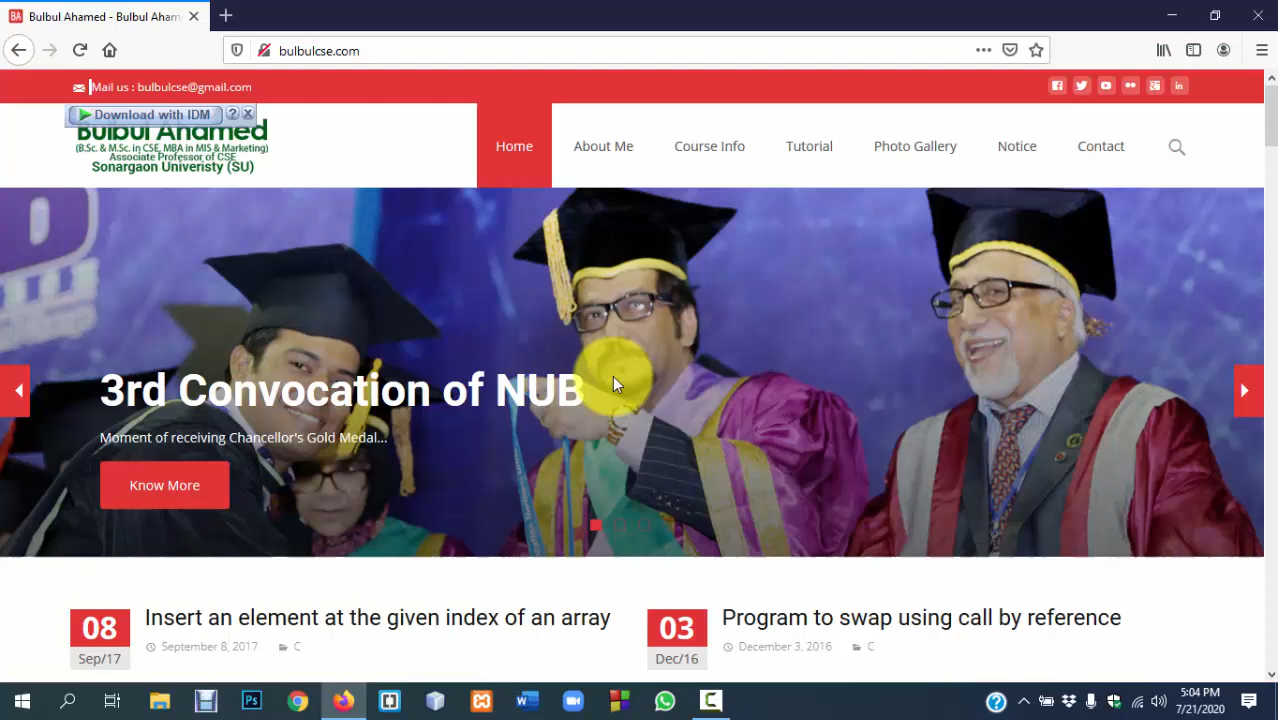 BA Bulbul Ahamed - Bulbul Aham
bulbulcse.com
Mail us : bulbulcse@gmail.com
Download with IDM ?
Bulbul Ahamed
(B.Sc. & M.Sc. in CSE, MBA in MIS & Marketing)
Associate Professor of CSE
Sonargaon Univeristy (SU)
Home About Me Course Info Tutorial Photo Gallery Notice Contact
3rd Convocation of NUB
Moment of receiving Chancellor's Gold Medal...
Know More
08 Insert an element at the given index of an array
Sep/17 September 8, 2017 C
03 Program to swap using call by reference
Dec/16 December 3, 2016 C
5:04 PM
7/21/2020